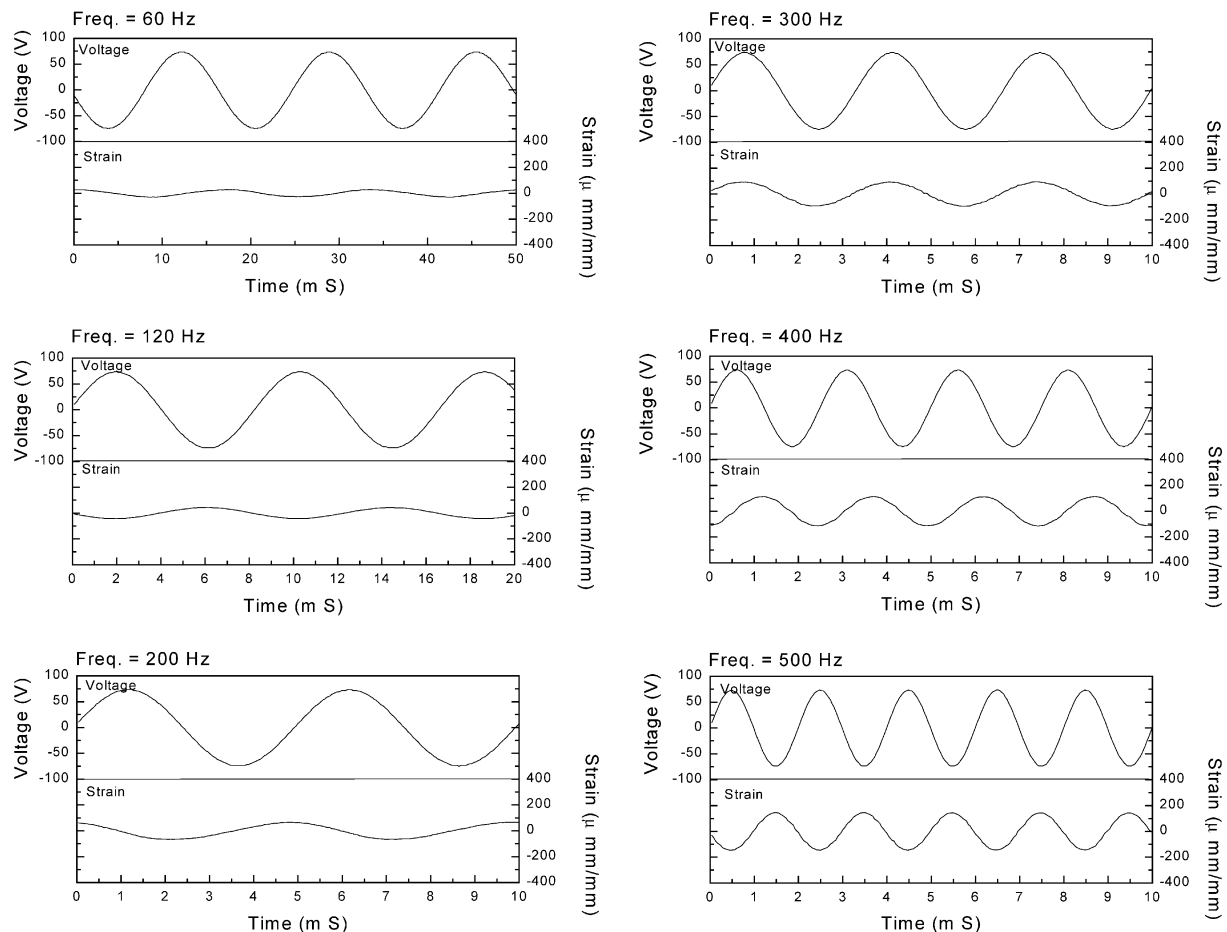 Freq. = 60 Hz
Voltage (V)
100
50
0
-50
-100
Voltage
Strain
400
200
0
-200
-400
Strain (μ mm/mm)
0 10 20 30 40 50
Time (m S)
Freq. = 300 Hz
Voltage (V)
100
50
0
-50
-100
Voltage
Strain
400
200
0
-200
-400
Strain (μ mm/mm)
0 1 2 3 4 5 6 7 8 9 10
Time (m S)
Freq. = 120 Hz
Voltage (V)
100
50
0
-50
-100
Voltage
Strain
400
200
0
-200
-400
Strain (μ mm/mm)
0 2 4 6 8 10 12 14 16 18 20
Time (m S)
Freq. = 400 Hz
Voltage (V)
100
50
0
-50
-100
Voltage
Strain
400
200
0
-200
-400
Strain (μ mm/mm)
0 1 2 3 4 5 6 7 8 9 10
Time (m S)
Freq. = 200 Hz
Voltage (V)
100
50
0
-50
-100
Voltage
Strain
400
200
0
-200
-400
Strain (μ mm/mm)
0 1 2 3 4 5 6 7 8 9 10
Time (m S)
Freq. = 500 Hz
Voltage (V)
100
50
0
-50
-100
Voltage
Strain
400
200
0
-200
-400
Strain (μ mm/mm)
0 1 2 3 4 5 6 7 8 9 10
Time (m S)